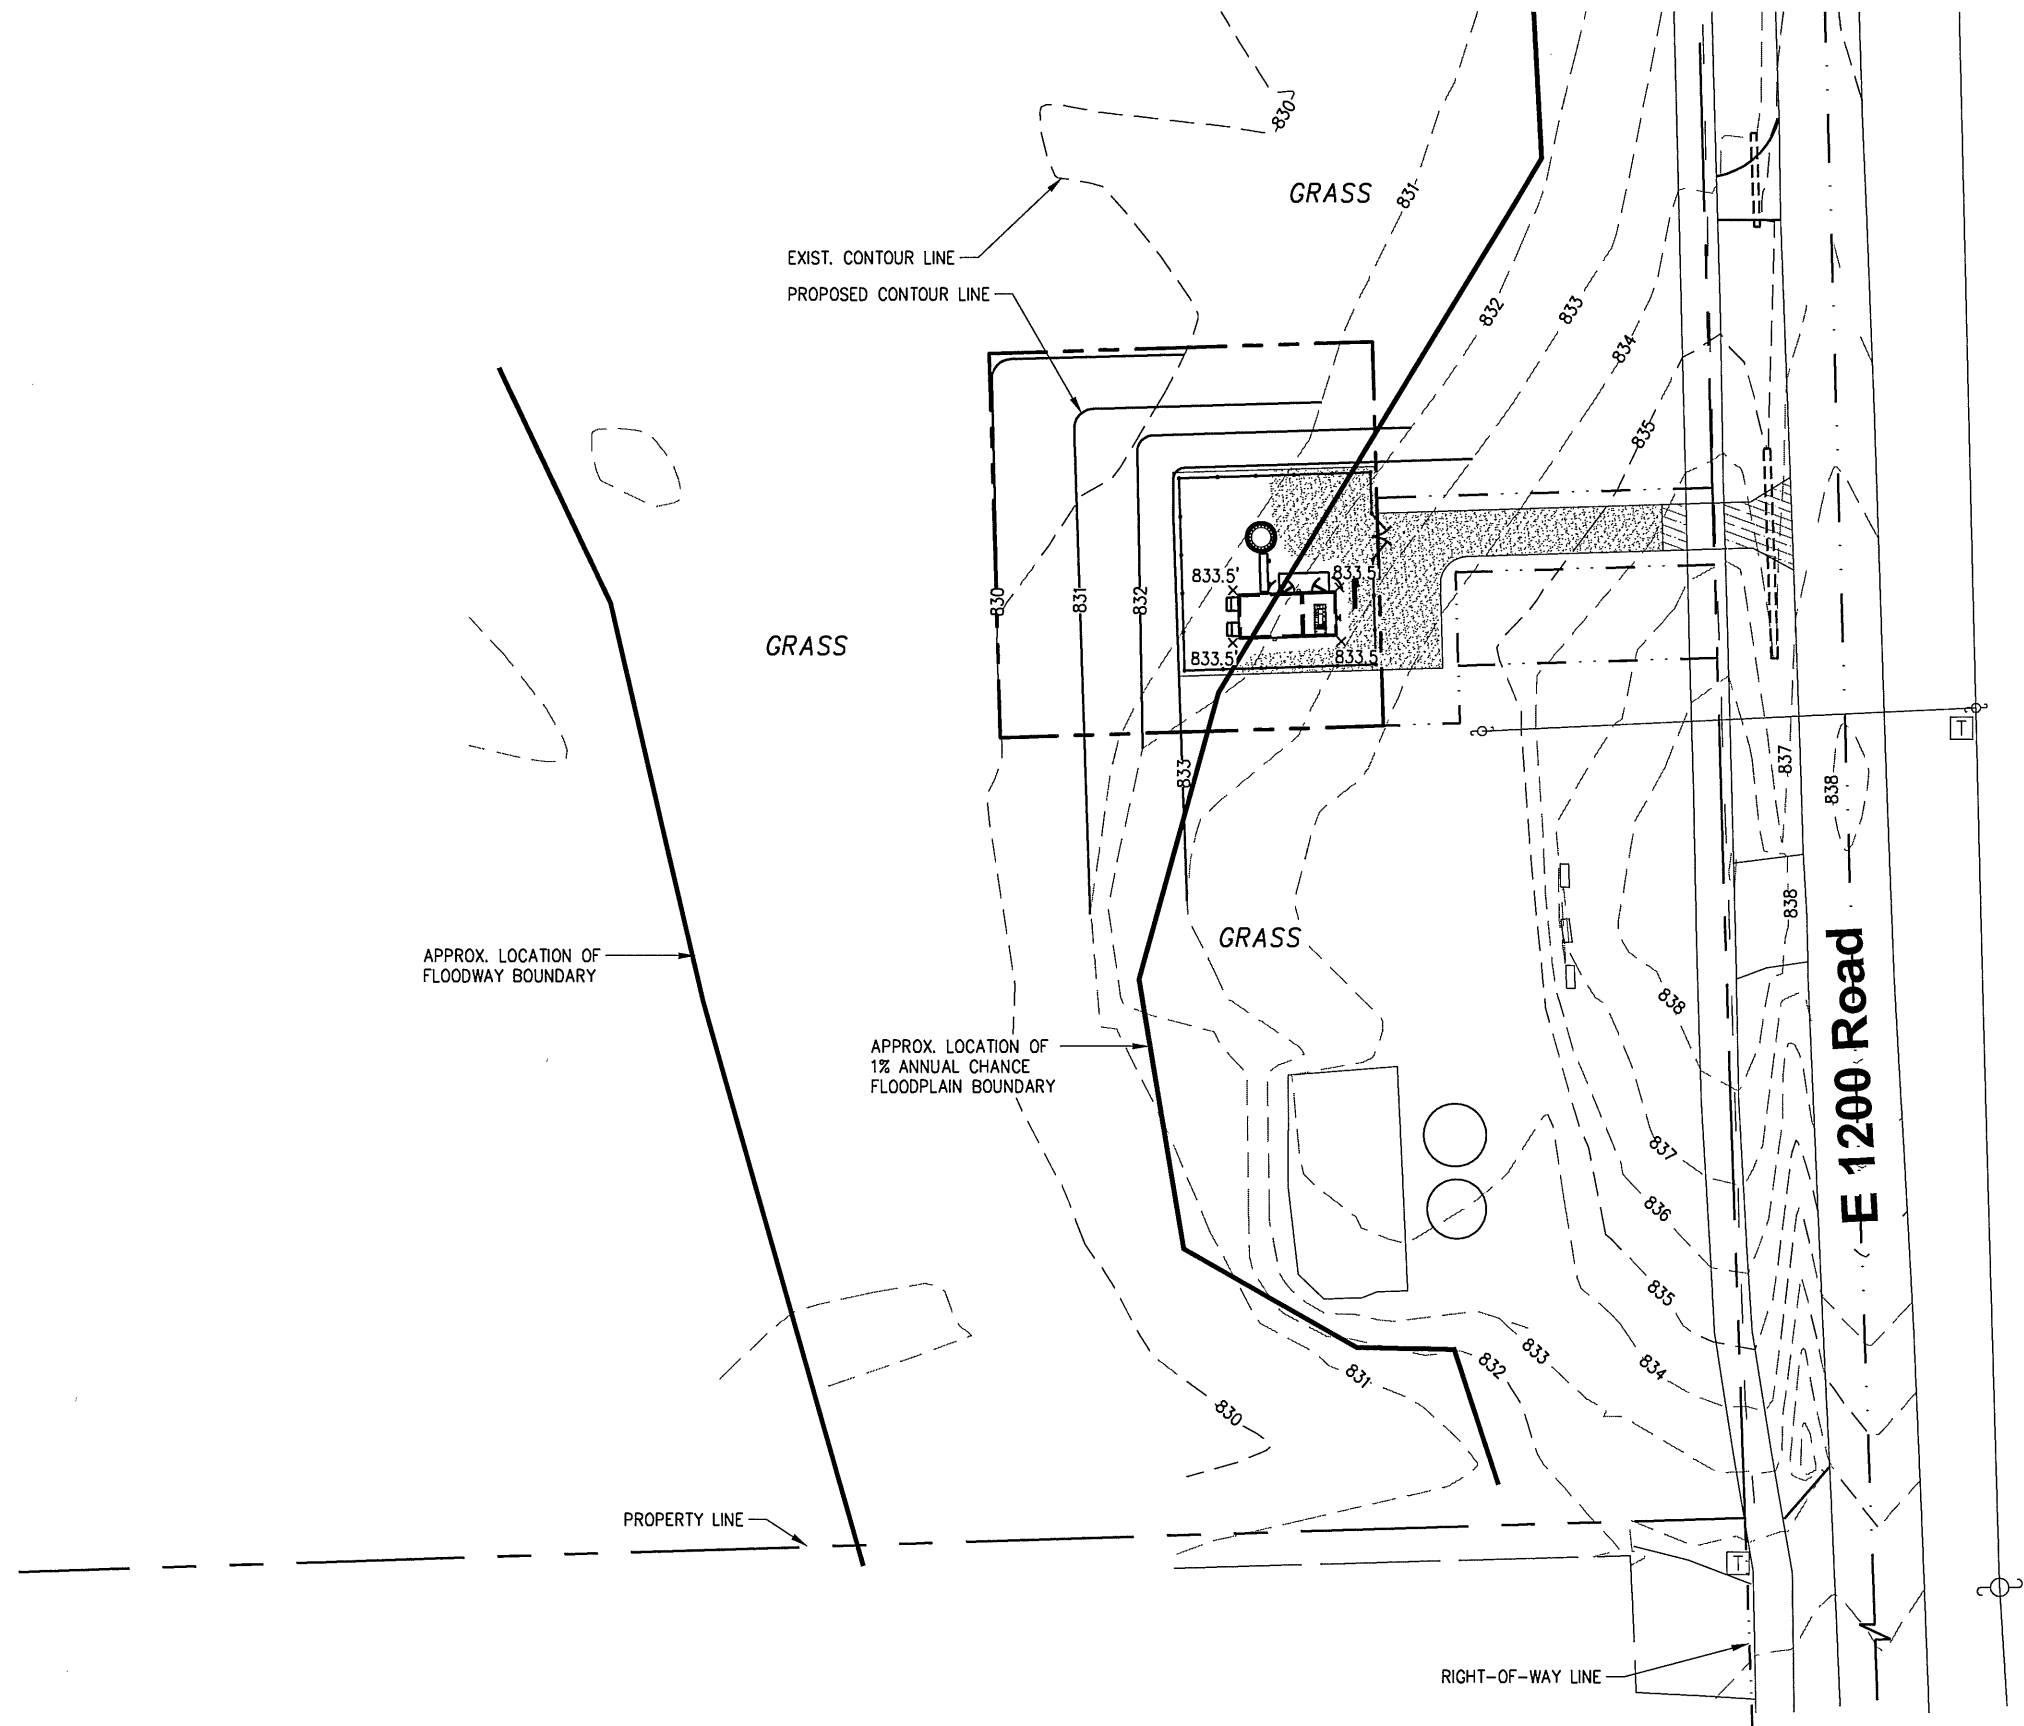 830
GRASS
831
EXIST. CONTOUR LINE
PROPOSED CONTOUR LINE
832
833
834
835
833.5'
833.5'
830
831
832
GRASS
833.5'
833.5'
833
837
838
838
GRASS
APPROX. LOCATION OF
FLOODWAY BOUNDARY
838
E 1200 Road
APPROX. LOCATION OF
1% ANNUAL CHANCE
FLOODPLAIN BOUNDARY
837
836
835
833
832
834
831
830
PROPERTY LINE
T
T
RIGHT-OF-WAY LINE